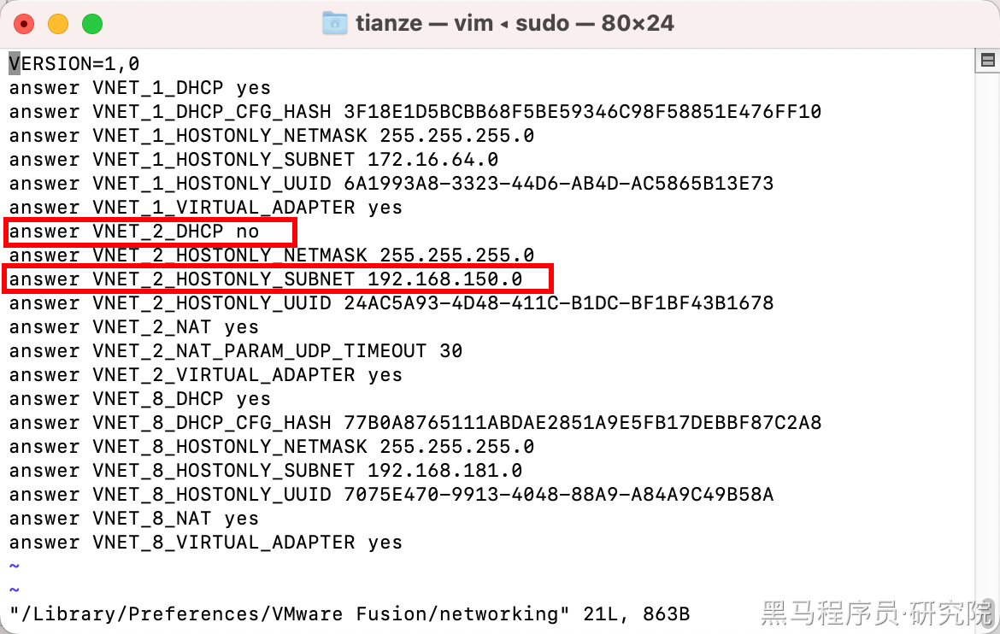 tianze — vim ◂ sudo — 80×24
VERSION=1,0
answer VNET_1_DHCP yes
answer VNET_1_DHCP_CFG_HASH 3F18E1D5BCBB68F5BE59346C98F58851E476FF10
answer VNET_1_HOSTONLY_NETMASK 255.255.255.0
answer VNET_1_HOSTONLY_SUBNET 172.16.64.0
answer VNET_1_HOSTONLY_UUID 6A1993A8-3323-44D6-AB4D-AC5865B13E73
answer VNET_1_VIRTUAL_ADAPTER yes
answer VNET_2_DHCP no
answer VNET_2_HOSTONLY_NETMASK 255.255.255.0
answer VNET_2_HOSTONLY_SUBNET 192.168.150.0
answer VNET_2_HOSTONLY_UUID 24AC5A93-4D48-411C-B1DC-BF1BF43B1678
answer VNET_2_NAT yes
answer VNET_2_NAT_PARAM_UDP_TIMEOUT 30
answer VNET_2_VIRTUAL_ADAPTER yes
answer VNET_8_DHCP yes
answer VNET_8_DHCP_CFG_HASH 77B0A8765111ABDAE2851A9E5FB17DEBBF87C2A8
answer VNET_8_HOSTONLY_NETMASK 255.255.255.0
answer VNET_8_HOSTONLY_SUBNET 192.168.181.0
answer VNET_8_HOSTONLY_UUID 7075E470-9913-4048-88A9-A84A9C49B58A
answer VNET_8_NAT yes
answer VNET_8_VIRTUAL_ADAPTER yes
~
~
"/Library/Preferences/VMware Fusion/networking" 21L, 863B
黑马程序员·研究院